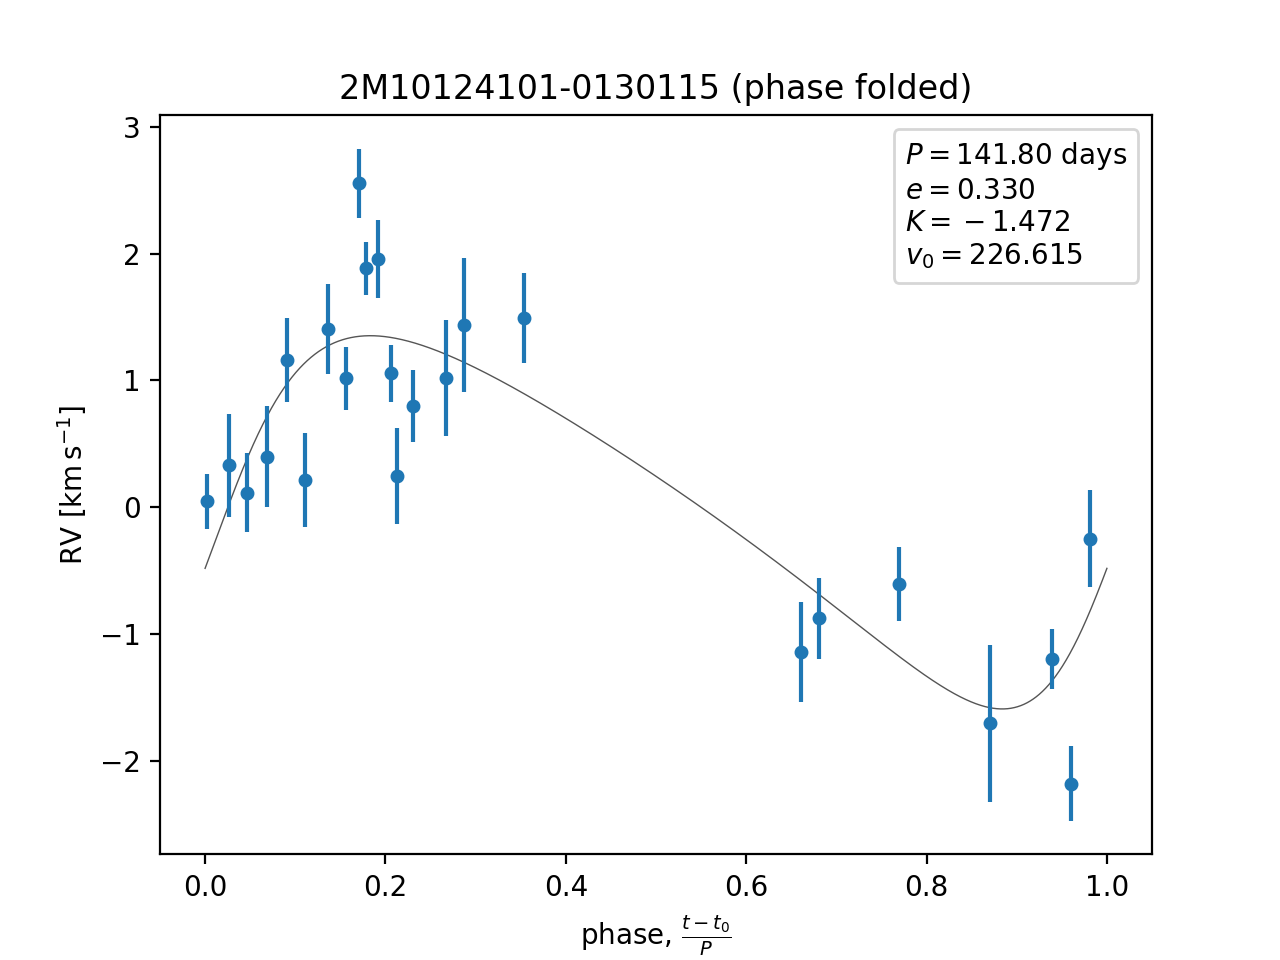 2M10124101-0130115 (phase folded)
P = 141.80 days
e = 0.330
K = −1.472
v₀ = 226.615
3
2
1
0
−1
−2
RV [km s⁻¹]
0.0 0.2 0.4 0.6 0.8 1.0
phase, (t − t₀)/P